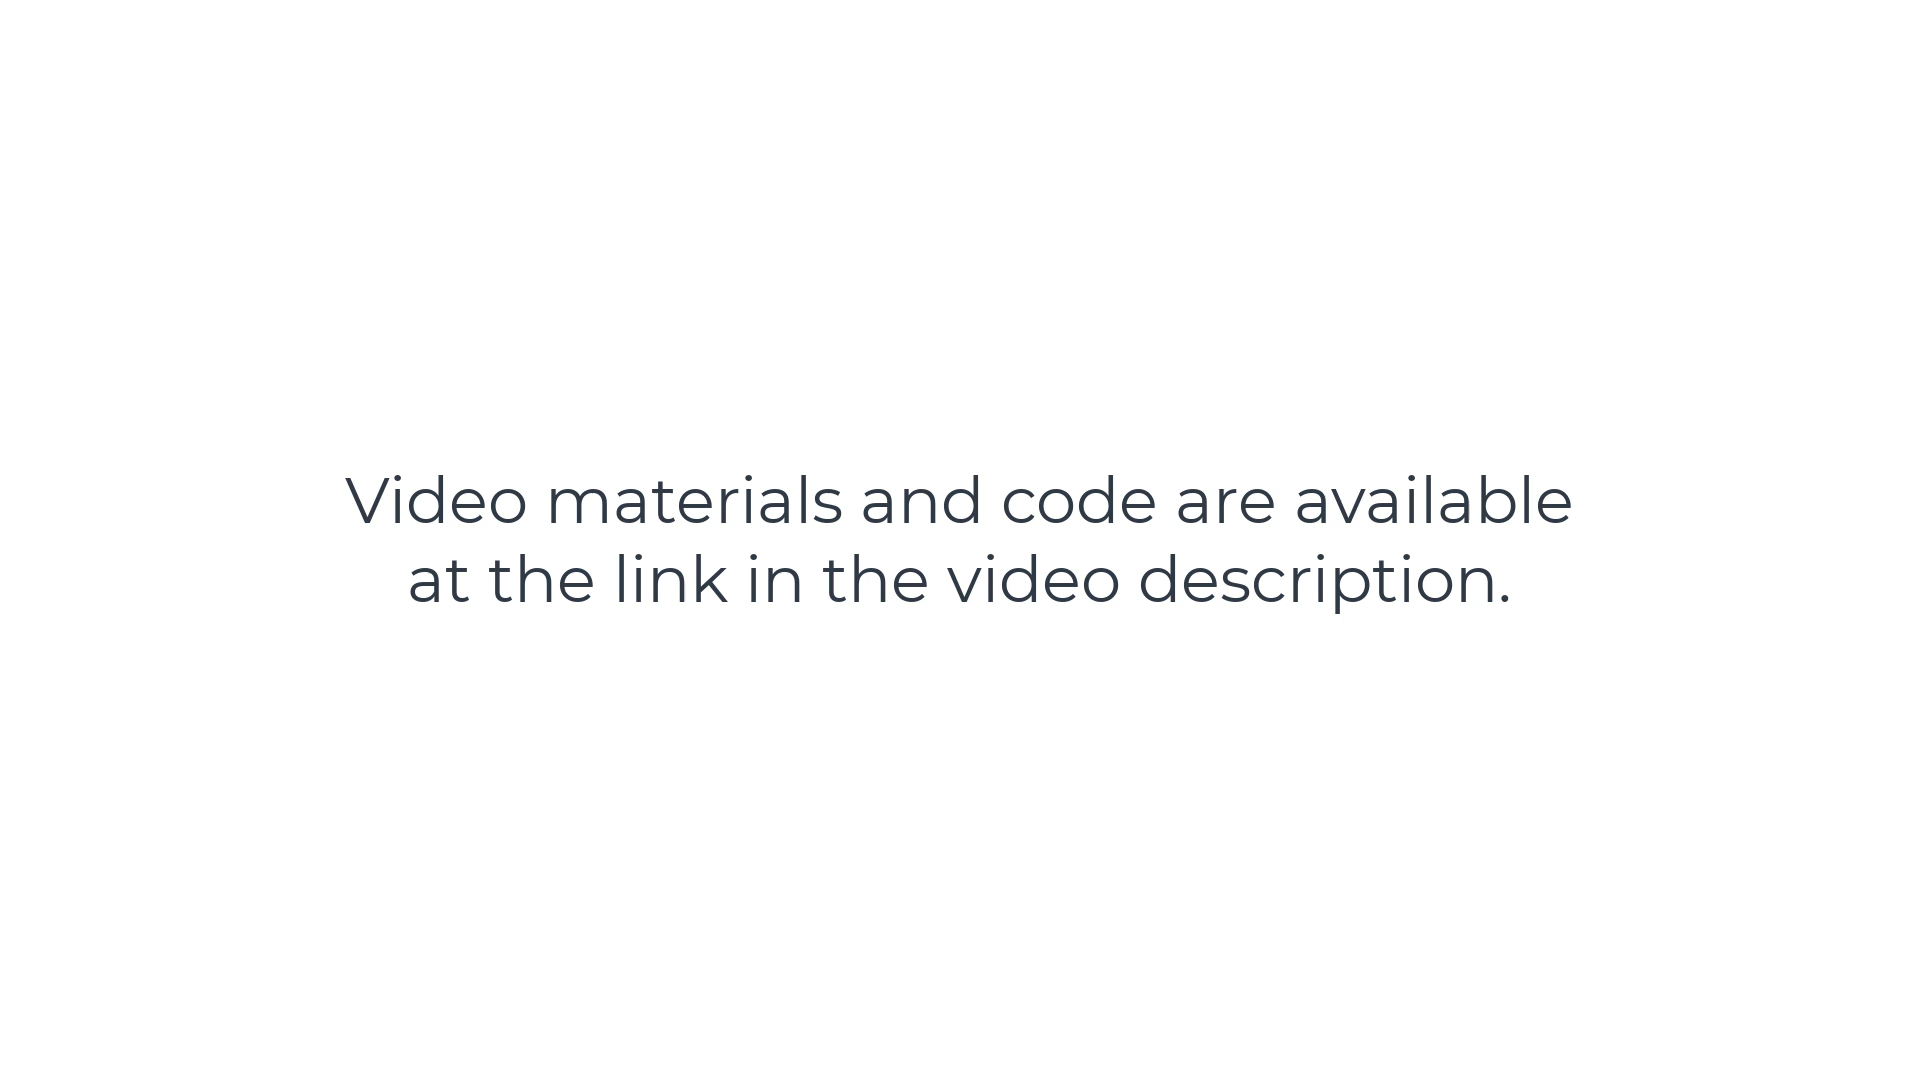 Video materials and code are available
at the link in the video description.